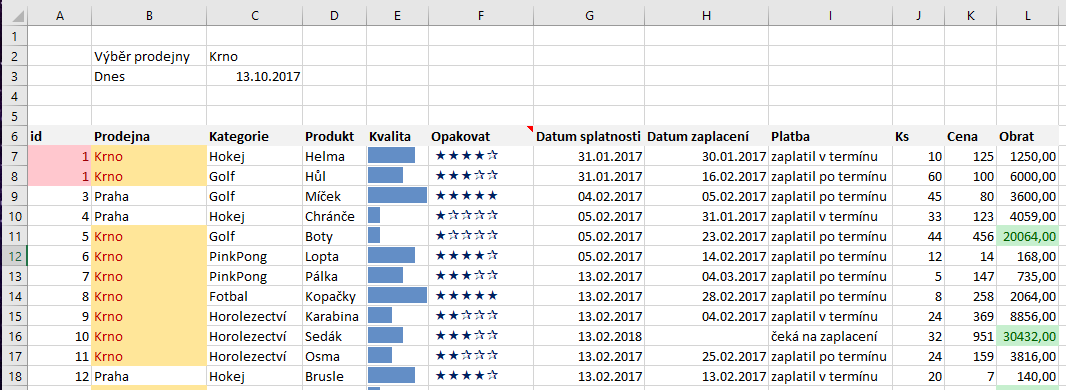 A B C D E F G H I J K L
1
2 Výběr prodejny Krno
3 Dnes 13.10.2017
4
5
6 id Prodejna Kategorie Produkt Kvalita Opakovat Datum splatnosti Datum zaplacení Platba Ks Cena Obrat
7 1 Krno Hokej Helma ★★★★☆ 31.01.2017 30.01.2017 zaplatil v termínu 10 125 1250,00
8 1 Krno Golf Hůl ★★★☆☆ 31.01.2017 16.02.2017 zaplatil po termínu 60 100 6000,00
9 3 Praha Golf Míček ★★★★★ 04.02.2017 05.02.2017 zaplatil po termínu 45 80 3600,00
10 4 Praha Hokej Chránče ★☆☆☆☆ 05.02.2017 31.01.2017 zaplatil v termínu 33 123 4059,00
11 5 Krno Golf Boty ★☆☆☆☆ 05.02.2017 23.02.2017 zaplatil po termínu 44 456 20064,00
12 6 Krno PinkPong Lopta ★★★★☆ 05.02.2017 14.02.2017 zaplatil po termínu 12 14 168,00
13 7 Krno PinkPong Pálka ★★★☆☆ 13.02.2017 04.03.2017 zaplatil po termínu 5 147 735,00
14 8 Krno Fotbal Kopačky ★★★★★ 13.02.2017 28.02.2017 zaplatil po termínu 8 258 2064,00
15 9 Krno Horolezectví Karabina ★★☆☆☆ 13.02.2017 04.02.2017 zaplatil v termínu 24 369 8856,00
16 10 Krno Horolezectví Sedák ★★★☆☆ 13.02.2018 čeká na zaplacení 32 951 30432,00
17 11 Krno Horolezectví Osma ★★☆☆☆ 13.02.2017 25.02.2017 zaplatil po termínu 24 159 3816,00
18 12 Praha Hokej Brusle ★★★★☆ 13.02.2017 13.02.2017 zaplatil v termínu 20 7 140,00